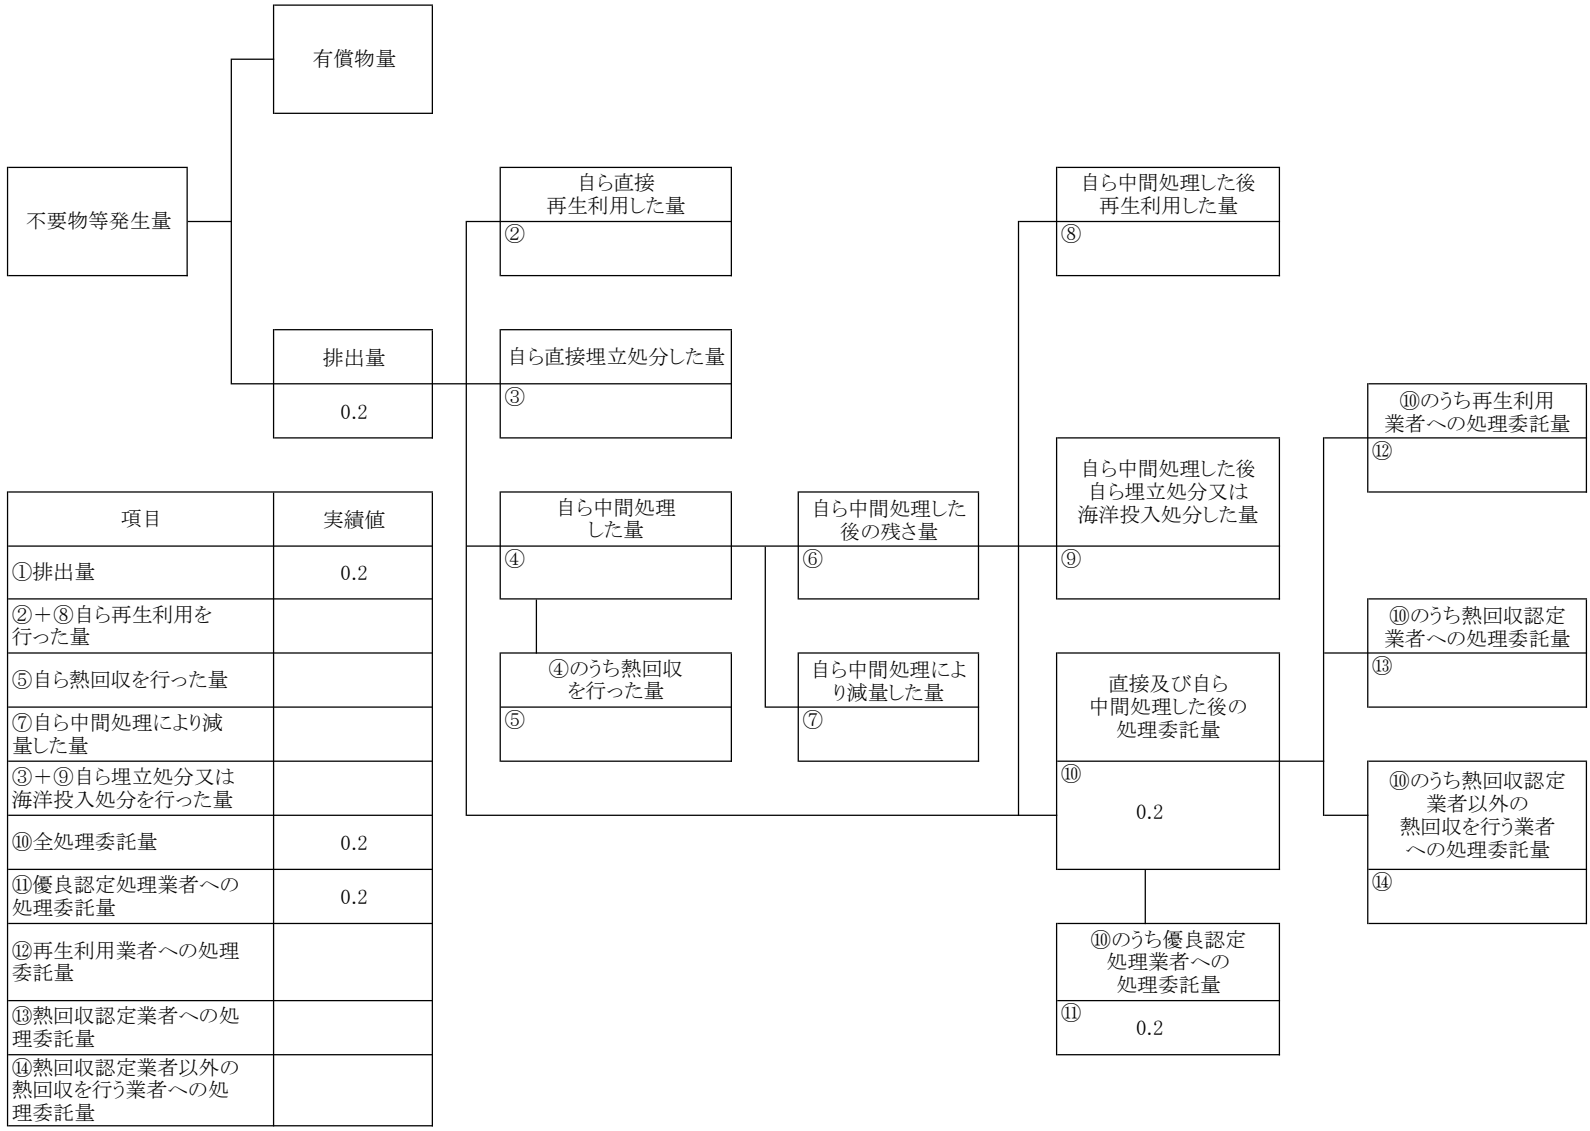 有償物量
不要物等発生量
自ら直接
再生利用した量
②
自ら中間処理した後
再生利用した量
⑧
排出量
0.2
自ら直接埋立処分した量
③
⑩のうち再生利用
業者への処理委託量
⑫
自ら中間処理
した量
④
自ら中間処理した
後の残さ量
⑥
自ら中間処理した後
自ら埋立処分又は
海洋投入処分した量
⑨
④のうち熱回収
を行った量
⑤
自ら中間処理によ
り減量した量
⑦
直接及び自ら
中間処理した後の
処理委託量
⑩
0.2
⑩のうち熱回収認定
業者への処理委託量
⑬
⑩のうち熱回収認定
業者以外の
熱回収を行う業者
への処理委託量
⑭
⑩のうち優良認定
処理業者への
処理委託量
⑪
0.2
項目 実績値
①排出量 0.2
②＋⑧自ら再生利用を
行った量
⑤自ら熱回収を行った量
⑦自ら中間処理により減
量した量
③＋⑨自ら埋立処分又は
海洋投入処分を行った量
⑩全処理委託量 0.2
⑪優良認定処理業者への
処理委託量 0.2
⑫再生利用業者への処理
委託量
⑬熱回収認定業者への処
理委託量
⑭熱回収認定業者以外の
熱回収を行う業者への処
理委託量